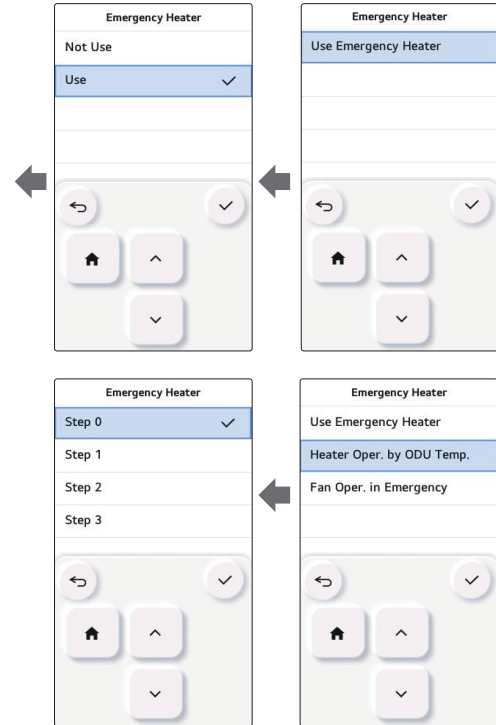 Emergency Heater
Not Use
Use
Emergency Heater
Use Emergency Heater
Emergency Heater
Step 0
Step 1
Step 2
Step 3
Emergency Heater
Use Emergency Heater
Heater Oper. by ODU Temp.
Fan Oper. in Emergency